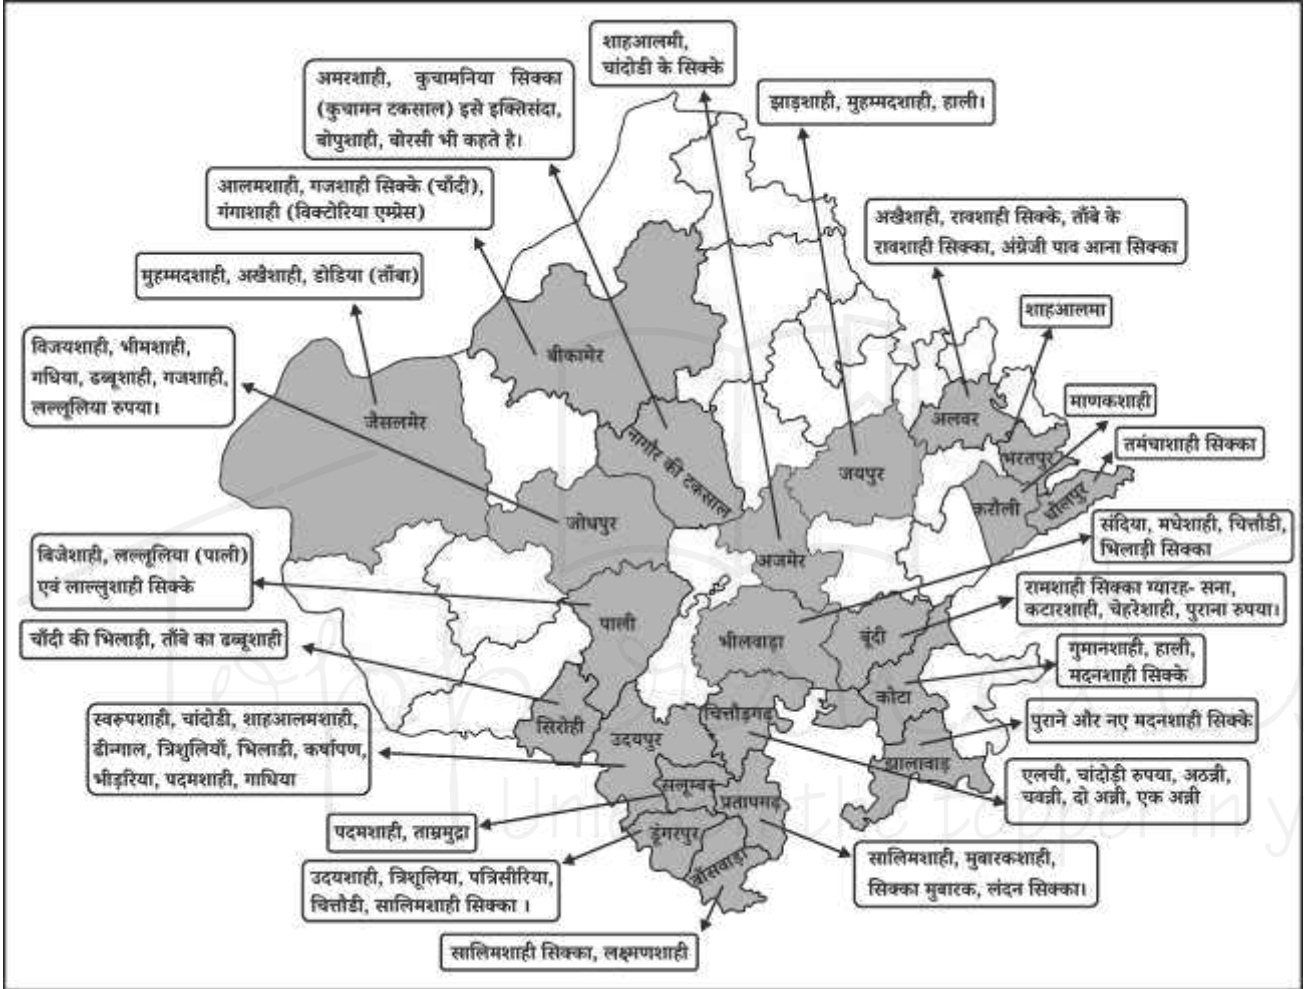 शाहआलमी,
चांदोडी के सिक्के
अमरशाही, कुचामनिया सिक्का
(कुचामन टकसाल) इसे इक्तिसंदा,
बोपुशाही, बोरसी भी कहते है।
झाड़शाही, मुहम्मदशाही, हाली।
आलमशाही, गजशाही सिक्के (चाँदी),
गंगाशाही (विक्टोरिया एम्प्रेस)
अखैशाही, रावशाही सिक्के, ताँबे के
रावशाही सिक्का, अंग्रेजी पाव आना सिक्का
मुहम्मदशाही, अखैशाही, डोडिया (ताँबा)
शाहआलमा
विजयशाही, भीमशाही,
गधिया, ढब्बूशाही, गजशाही,
लल्लूलिया रुपया।
बीकामेर
माणकशाही
जैसलमेर
अलवर
तमंचाशाही सिक्का
नागौर की टकसाल
भरतपुर
जयपुर
करौली
धोलपुर
जोधपुर
संदिया, मधेशाही, चित्तौडी,
भिलाड़ी सिक्का
अजमेर
बिजेशाही, लल्लूलिया (पाली)
एवं लाल्लुशाही सिक्के
रामशाही सिक्का ग्यारह- सना,
कटारशाही, चेहरेशाही, पुराना रुपया।
पाली
भीलवाड़ा
बूंदी
चाँदी की भिलाड़ी, ताँबे का ढब्बूशाही
गुमानशाही, हाली,
मदनशाही सिक्के
कोटा
स्वरूपशाही, चांदोडी, शाहआलमशाही,
ढीन्गाल, त्रिशुलियाँ, भिलाडी, कर्षापण,
भीड़रिया, पदमशाही, गाधिया
सिरोही
उदयपुर
चित्तौड़गढ़
पुराने और नए मदनशाही सिक्के
झालावाड़
एलची, चांदोड़ी रुपया, अठन्नी,
चवन्नी, दो अन्नी, एक अन्नी
सलूम्बर
प्रतापगढ़
पदमशाही, ताम्रमुद्रा
डूंगरपुर
बाँसवाड़ा
उदयशाही, त्रिशूलिया, पत्रिसीरिया,
चित्तौडी, सालिमशाही सिक्का ।
सालिमशाही, मुबारकशाही,
सिक्का मुबारक, लंदन सिक्का।
सालिमशाही सिक्का, लक्ष्मणशाही